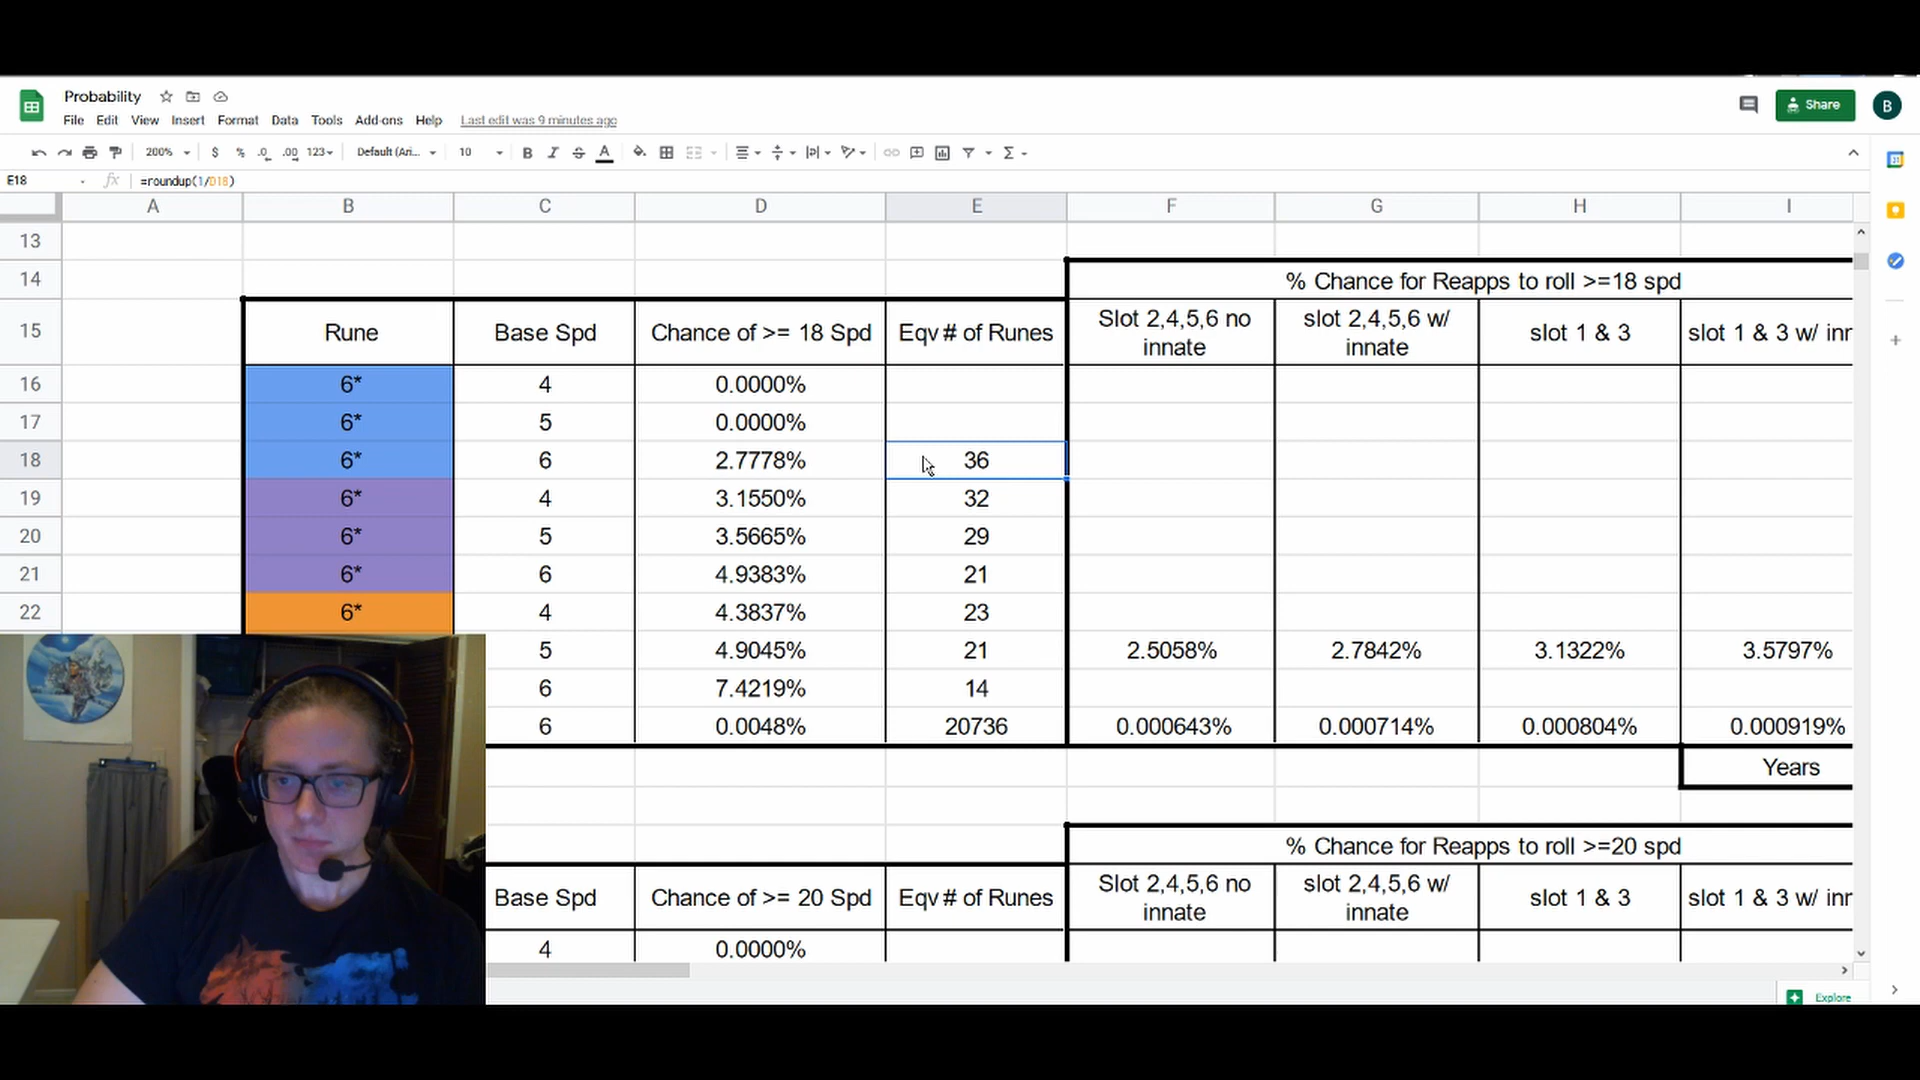 Probability
B
Share
File Edit View Insert Format Data Tools Add-ons Help Last edit was 9 minutes ago
200% $ % .0 .00 123 Default (Ari... 10 B I S A Σ
E18 fx =roundup(1/D18)
A B C D E F G H I
13
14 % Chance for Reapps to roll >=18 spd
15 Rune Base Spd Chance of >= 18 Spd Eqv # of Runes Slot 2,4,5,6 no innate slot 2,4,5,6 w/ innate slot 1 & 3 slot 1 & 3 w/ inr
16 6* 4 0.0000%
17 6* 5 0.0000%
18 6* 6 2.7778% 36
19 6* 4 3.1550% 32
20 6* 5 3.5665% 29
21 6* 6 4.9383% 21
22 6* 4 4.3837% 23
5 4.9045% 21 2.5058% 2.7842% 3.1322% 3.5797%
6 7.4219% 14
6 0.0048% 20736 0.000643% 0.000714% 0.000804% 0.000919%
Years
% Chance for Reapps to roll >=20 spd
Base Spd Chance of >= 20 Spd Eqv # of Runes Slot 2,4,5,6 no innate slot 2,4,5,6 w/ innate slot 1 & 3 slot 1 & 3 w/ inr
4 0.0000%
Explore